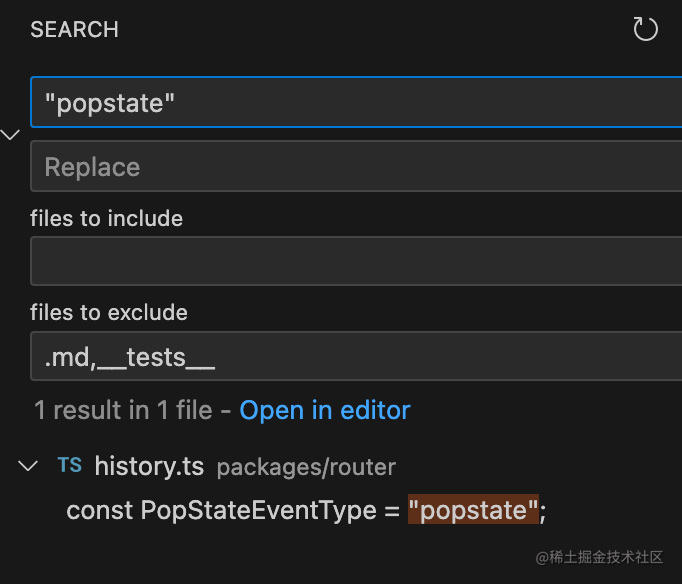 SEARCH
"popstate"
Replace
files to include
files to exclude
.md,__tests__
1 result in 1 file - Open in editor
TS history.ts packages/router
const PopStateEventType = "popstate";
@稀土掘金技术社区